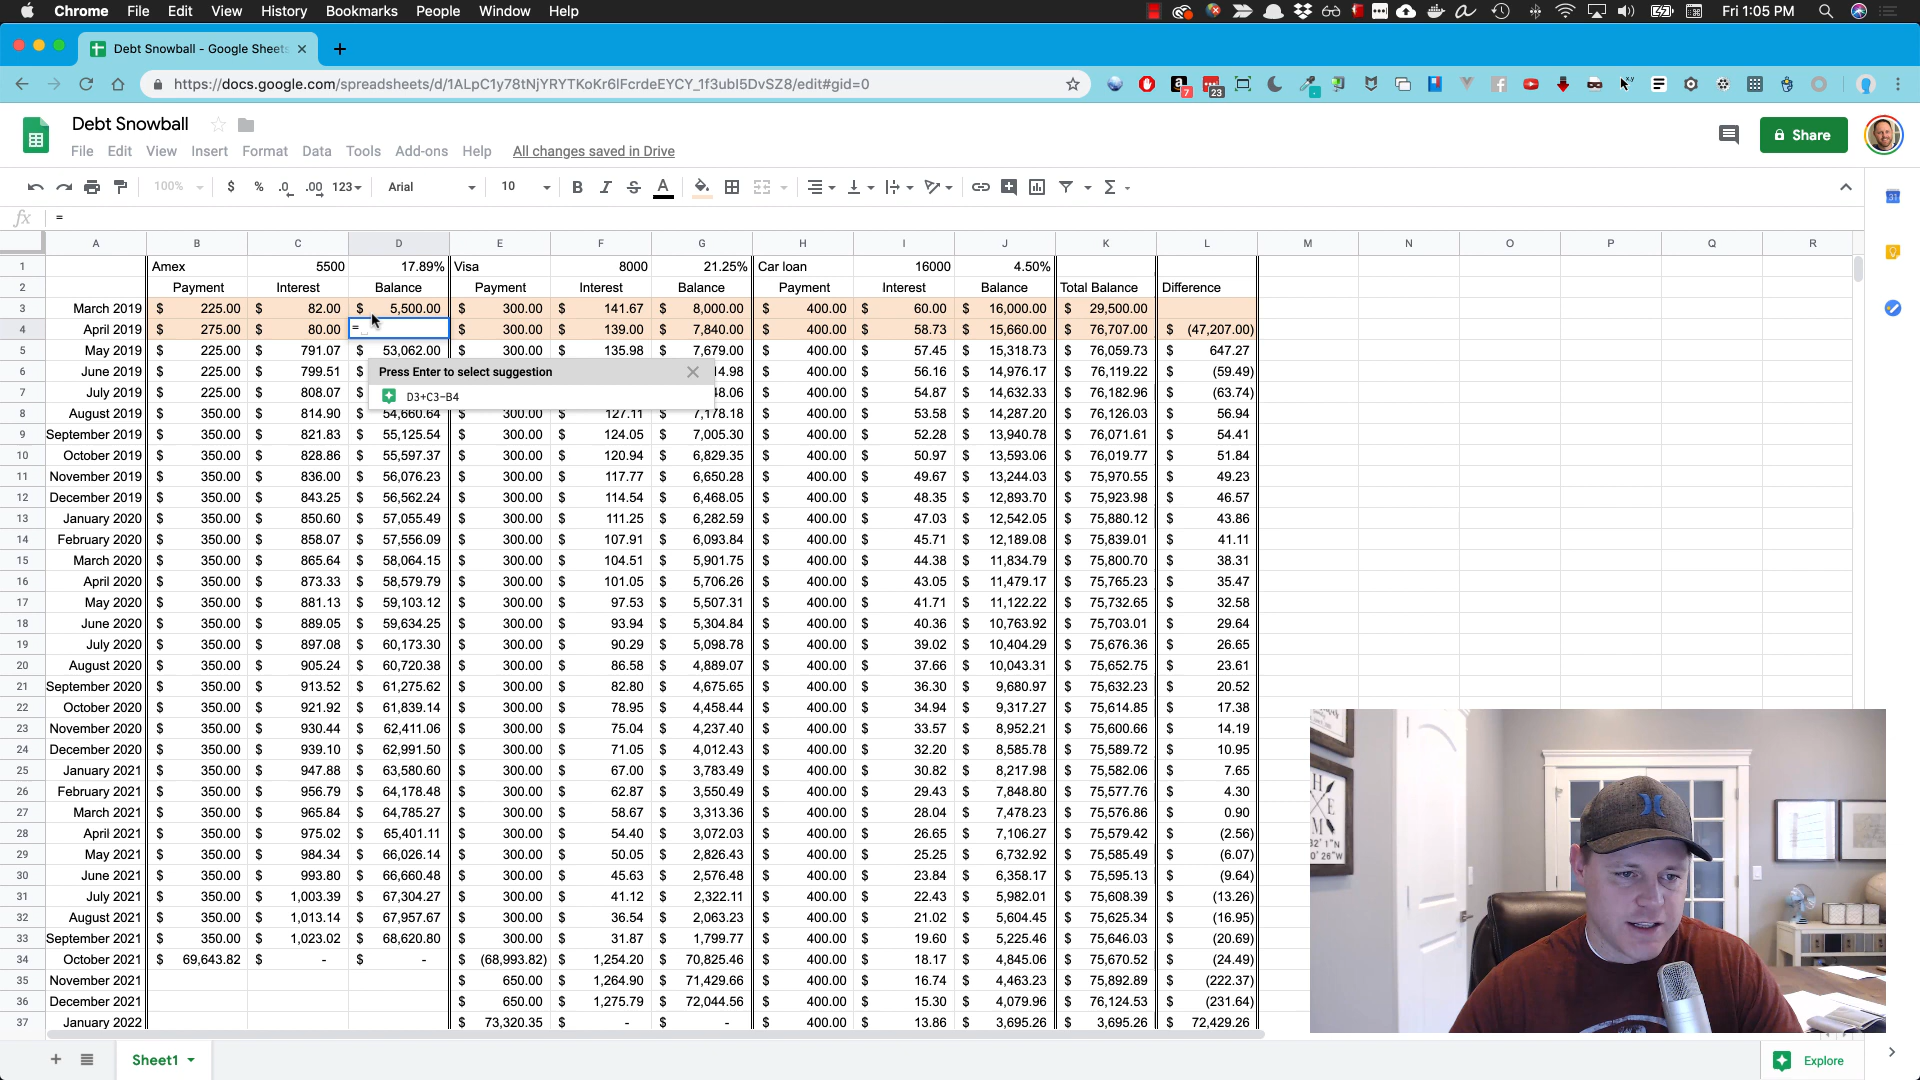 Chrome File Edit View History Bookmarks People Window Help Fri 1:05 PM
Debt Snowball - Google Sheets
https://docs.google.com/spreadsheets/d/1ALpC1y78tNjYRYTKoKr6lFcrdeEYCY_1f3ubI5DvSZ8/edit#gid=0 7 23
Debt Snowball
Share
File Edit View Insert Format Data Tools Add-ons Help All changes saved in Drive
100% $ % .0 .00 123 Arial 10 B I S A Σ
31
fx =
A B C D E F G H I J K L M N O P Q R
1 Amex 5500 17.89% Visa 8000 21.25% Car loan 16000 4.50%
2 Payment Interest Balance Payment Interest Balance Payment Interest Balance Total Balance Difference
3 March 2019 $ 225.00 $ 82.00 $ 5,500.00 $ 300.00 $ 141.67 $ 8,000.00 $ 400.00 $ 60.00 $ 16,000.00 $ 29,500.00
4 April 2019 $ 275.00 $ 80.00 = $ 300.00 $ 139.00 $ 7,840.00 $ 400.00 $ 58.73 $ 15,660.00 $ 76,707.00 $ (47,207.00)
5 May 2019 $ 225.00 $ 791.07 $ 53,062.00 $ 300.00 $ 135.98 $ 7,679.00 $ 400.00 $ 57.45 $ 15,318.73 $ 76,059.73 $ 647.27
6 June 2019 $ 225.00 $ 799.51 $ Press Enter to select suggestion 14.98 $ 400.00 $ 56.16 $ 14,976.17 $ 76,119.22 $ (59.49)
7 July 2019 $ 225.00 $ 808.07 $ D3+C3-B4 48.06 $ 400.00 $ 54.87 $ 14,632.33 $ 76,182.96 $ (63.74)
8 August 2019 $ 350.00 $ 814.90 $ 54,660.64 $ 300.00 $ 127.11 $ 7,178.18 $ 400.00 $ 53.58 $ 14,287.20 $ 76,126.03 $ 56.94
9 September 2019 $ 350.00 $ 821.83 $ 55,125.54 $ 300.00 $ 124.05 $ 7,005.30 $ 400.00 $ 52.28 $ 13,940.78 $ 76,071.61 $ 54.41
10 October 2019 $ 350.00 $ 828.86 $ 55,597.37 $ 300.00 $ 120.94 $ 6,829.35 $ 400.00 $ 50.97 $ 13,593.06 $ 76,019.77 $ 51.84
11 November 2019 $ 350.00 $ 836.00 $ 56,076.23 $ 300.00 $ 117.77 $ 6,650.28 $ 400.00 $ 49.67 $ 13,244.03 $ 75,970.55 $ 49.23
12 December 2019 $ 350.00 $ 843.25 $ 56,562.24 $ 300.00 $ 114.54 $ 6,468.05 $ 400.00 $ 48.35 $ 12,893.70 $ 75,923.98 $ 46.57
13 January 2020 $ 350.00 $ 850.60 $ 57,055.49 $ 300.00 $ 111.25 $ 6,282.59 $ 400.00 $ 47.03 $ 12,542.05 $ 75,880.12 $ 43.86
14 February 2020 $ 350.00 $ 858.07 $ 57,556.09 $ 300.00 $ 107.91 $ 6,093.84 $ 400.00 $ 45.71 $ 12,189.08 $ 75,839.01 $ 41.11
15 March 2020 $ 350.00 $ 865.64 $ 58,064.15 $ 300.00 $ 104.51 $ 5,901.75 $ 400.00 $ 44.38 $ 11,834.79 $ 75,800.70 $ 38.31
16 April 2020 $ 350.00 $ 873.33 $ 58,579.79 $ 300.00 $ 101.05 $ 5,706.26 $ 400.00 $ 43.05 $ 11,479.17 $ 75,765.23 $ 35.47
17 May 2020 $ 350.00 $ 881.13 $ 59,103.12 $ 300.00 $ 97.53 $ 5,507.31 $ 400.00 $ 41.71 $ 11,122.22 $ 75,732.65 $ 32.58
18 June 2020 $ 350.00 $ 889.05 $ 59,634.25 $ 300.00 $ 93.94 $ 5,304.84 $ 400.00 $ 40.36 $ 10,763.92 $ 75,703.01 $ 29.64
19 July 2020 $ 350.00 $ 897.08 $ 60,173.30 $ 300.00 $ 90.29 $ 5,098.78 $ 400.00 $ 39.02 $ 10,404.29 $ 75,676.36 $ 26.65
20 August 2020 $ 350.00 $ 905.24 $ 60,720.38 $ 300.00 $ 86.58 $ 4,889.07 $ 400.00 $ 37.66 $ 10,043.31 $ 75,652.75 $ 23.61
21 September 2020 $ 350.00 $ 913.52 $ 61,275.62 $ 300.00 $ 82.80 $ 4,675.65 $ 400.00 $ 36.30 $ 9,680.97 $ 75,632.23 $ 20.52
22 October 2020 $ 350.00 $ 921.92 $ 61,839.14 $ 300.00 $ 78.95 $ 4,458.44 $ 400.00 $ 34.94 $ 9,317.27 $ 75,614.85 $ 17.38
23 November 2020 $ 350.00 $ 930.44 $ 62,411.06 $ 300.00 $ 75.04 $ 4,237.40 $ 400.00 $ 33.57 $ 8,952.21 $ 75,600.66 $ 14.19
24 December 2020 $ 350.00 $ 939.10 $ 62,991.50 $ 300.00 $ 71.05 $ 4,012.43 $ 400.00 $ 32.20 $ 8,585.78 $ 75,589.72 $ 10.95
25 January 2021 $ 350.00 $ 947.88 $ 63,580.60 $ 300.00 $ 67.00 $ 3,783.49 $ 400.00 $ 30.82 $ 8,217.98 $ 75,582.06 $ 7.65
26 February 2021 $ 350.00 $ 956.79 $ 64,178.48 $ 300.00 $ 62.87 $ 3,550.49 $ 400.00 $ 29.43 $ 7,848.80 $ 75,577.76 $ 4.30
27 March 2021 $ 350.00 $ 965.84 $ 64,785.27 $ 300.00 $ 58.67 $ 3,313.36 $ 400.00 $ 28.04 $ 7,478.23 $ 75,576.86 $ 0.90
28 April 2021 $ 350.00 $ 975.02 $ 65,401.11 $ 300.00 $ 54.40 $ 3,072.03 $ 400.00 $ 26.65 $ 7,106.27 $ 75,579.42 $ (2.56)
29 May 2021 $ 350.00 $ 984.34 $ 66,026.14 $ 300.00 $ 50.05 $ 2,826.43 $ 400.00 $ 25.25 $ 6,732.92 $ 75,585.49 $ (6.07)
30 June 2021 $ 350.00 $ 993.80 $ 66,660.48 $ 300.00 $ 45.63 $ 2,576.48 $ 400.00 $ 23.84 $ 6,358.17 $ 75,595.13 $ (9.64)
31 July 2021 $ 350.00 $ 1,003.39 $ 67,304.27 $ 300.00 $ 41.12 $ 2,322.11 $ 400.00 $ 22.43 $ 5,982.01 $ 75,608.39 $ (13.26)
32 August 2021 $ 350.00 $ 1,013.14 $ 67,957.67 $ 300.00 $ 36.54 $ 2,063.23 $ 400.00 $ 21.02 $ 5,604.45 $ 75,625.34 $ (16.95)
33 September 2021 $ 350.00 $ 1,023.02 $ 68,620.80 $ 300.00 $ 31.87 $ 1,799.77 $ 400.00 $ 19.60 $ 5,225.46 $ 75,646.03 $ (20.69)
34 October 2021 $ 69,643.82 $ - $ - $ (68,993.82) $ 1,254.20 $ 70,825.46 $ 400.00 $ 18.17 $ 4,845.06 $ 75,670.52 $ (24.49)
35 November 2021 $ 650.00 $ 1,264.90 $ 71,429.66 $ 400.00 $ 16.74 $ 4,463.23 $ 75,892.89 $ (222.37)
36 December 2021 $ 650.00 $ 1,275.79 $ 72,044.56 $ 400.00 $ 15.30 $ 4,079.96 $ 76,124.53 $ (231.64)
37 January 2022 $ 73,320.35 $ - $ - $ 400.00 $ 13.86 $ 3,695.26 $ 3,695.26 $ 72,429.26
H
E
M
Sheet1 Explore